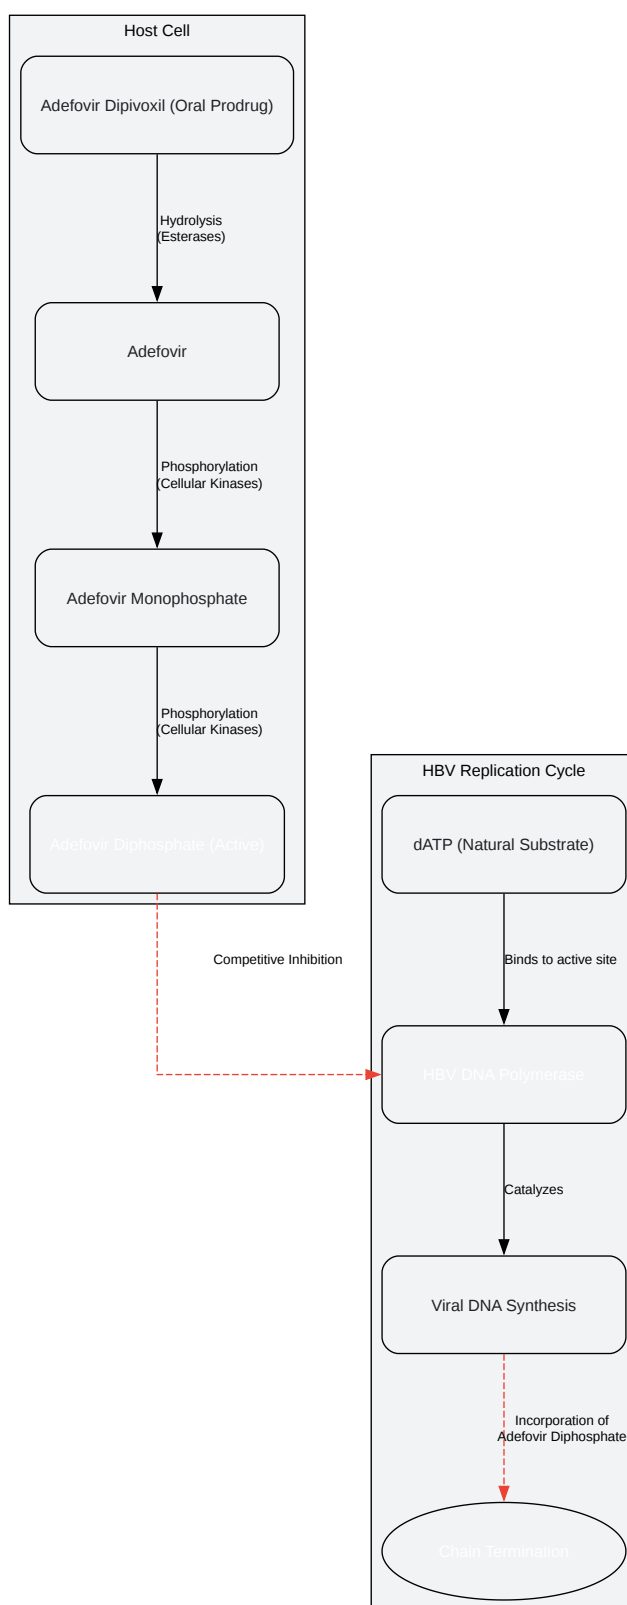 Host Cell
Adefovir Dipivoxil (Oral Prodrug)
Hydrolysis
(Esterases)
Adefovir
Phosphorylation
(Cellular Kinases)
Adefovir Monophosphate
Phosphorylation
(Cellular Kinases)
Adefovir Diphosphate (Active)
Competitive Inhibition
HBV Replication Cycle
dATP (Natural Substrate)
Binds to active site
HBV DNA Polymerase
Catalyzes
Viral DNA Synthesis
Incorporation of
Adefovir Diphosphate
Chain Termination